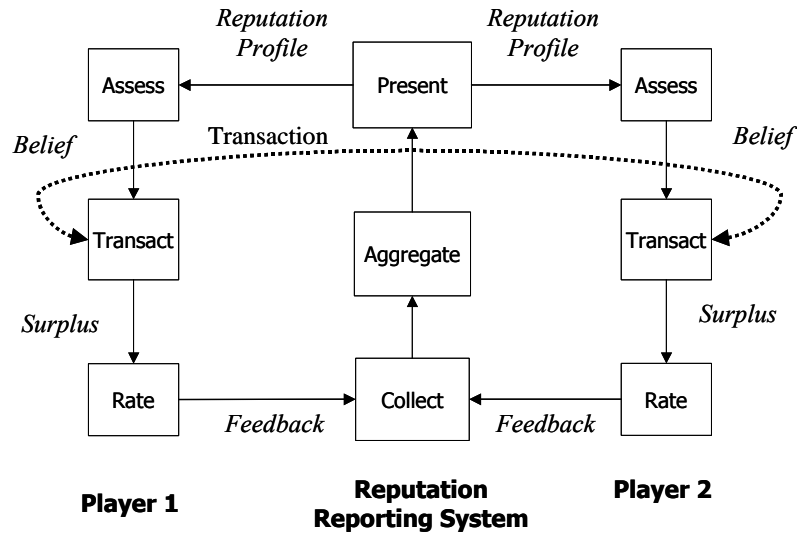 Reputation
Profile
Reputation
Profile
Assess
Present
Assess
Belief
Transaction
Belief
Transact
Aggregate
Transact
Surplus
Surplus
Rate
Collect
Rate
Feedback
Feedback
Player 1
Reputation
Reporting System
Player 2